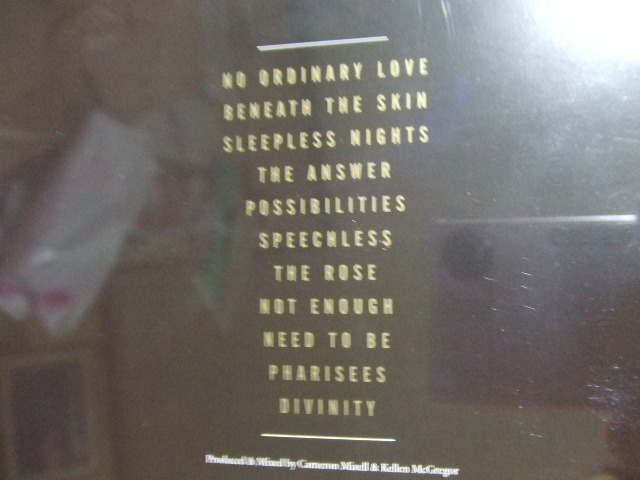 NO ORDINARY LOVE
BENEATH THE SKIN
SLEEPLESS NIGHTS
THE ANSWER
POSSIBILITIES
SPEECHLESS
THE ROSE
NOT ENOUGH
NEED TO BE
PHARISEES
DIVINITY
Produced & Mixed by Cameron Mizell & Kellen McGregor